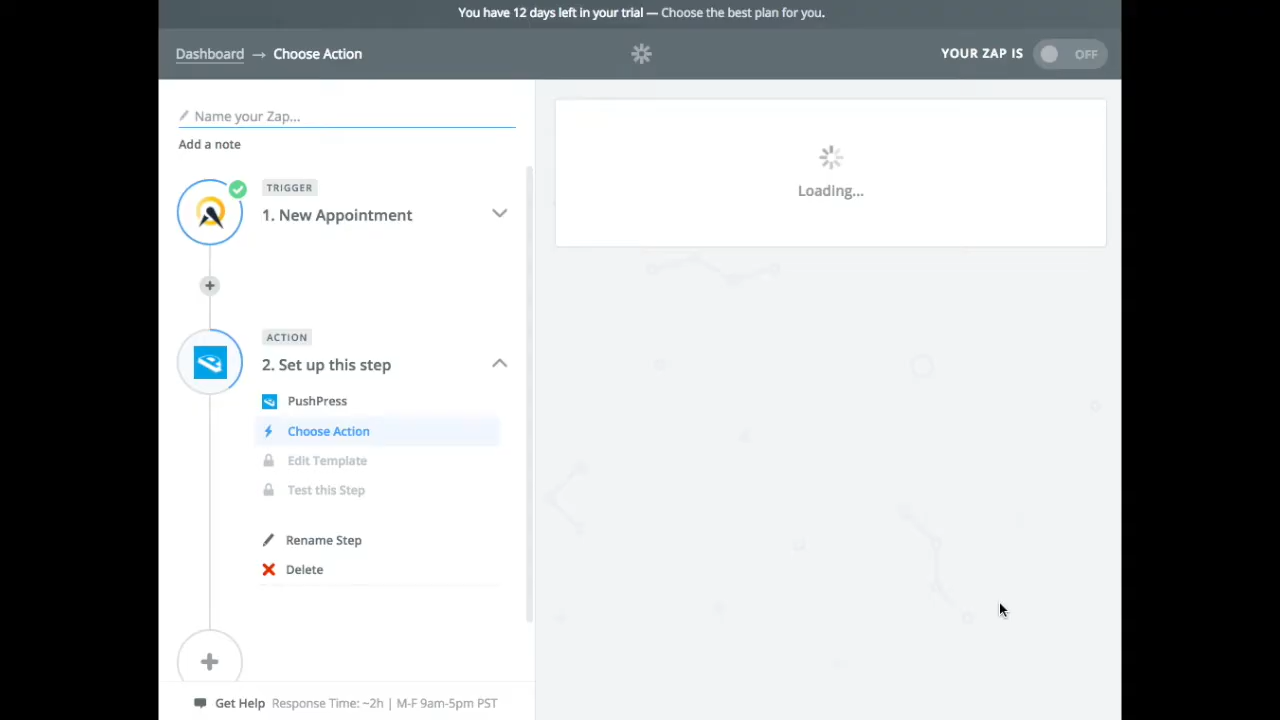 You have 12 days left in your trial — Choose the best plan for you.
Dashboard → Choose Action
YOUR ZAP IS OFF
Name your Zap...
Add a note
TRIGGER
1. New Appointment
Loading...
ACTION
2. Set up this step
PushPress
Choose Action
Edit Template
Test this Step
Rename Step
Delete
Get Help Response Time: ~2h | M-F 9am-5pm PST